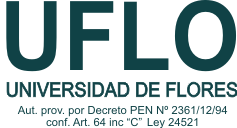 UFLO
UNIVERSIDAD DE FLORES
Aut. prov. por Decreto PEN Nº 2361/12/94
conf. Art. 64 inc “C” Ley 24521